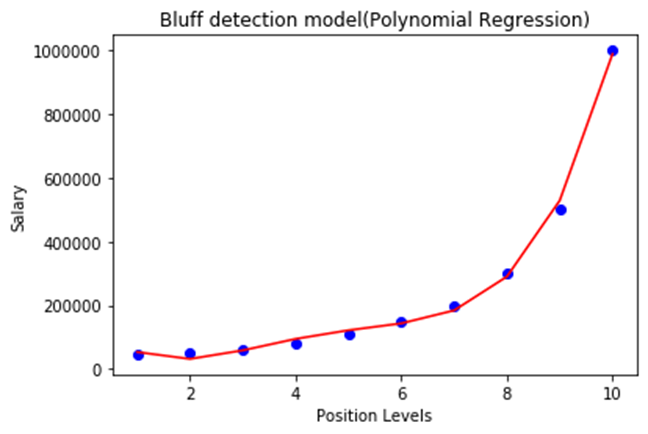 Bluff detection model(Polynomial Regression)
1000000
800000
600000
400000
200000
0
Salary
2 4 6 8 10
Position Levels